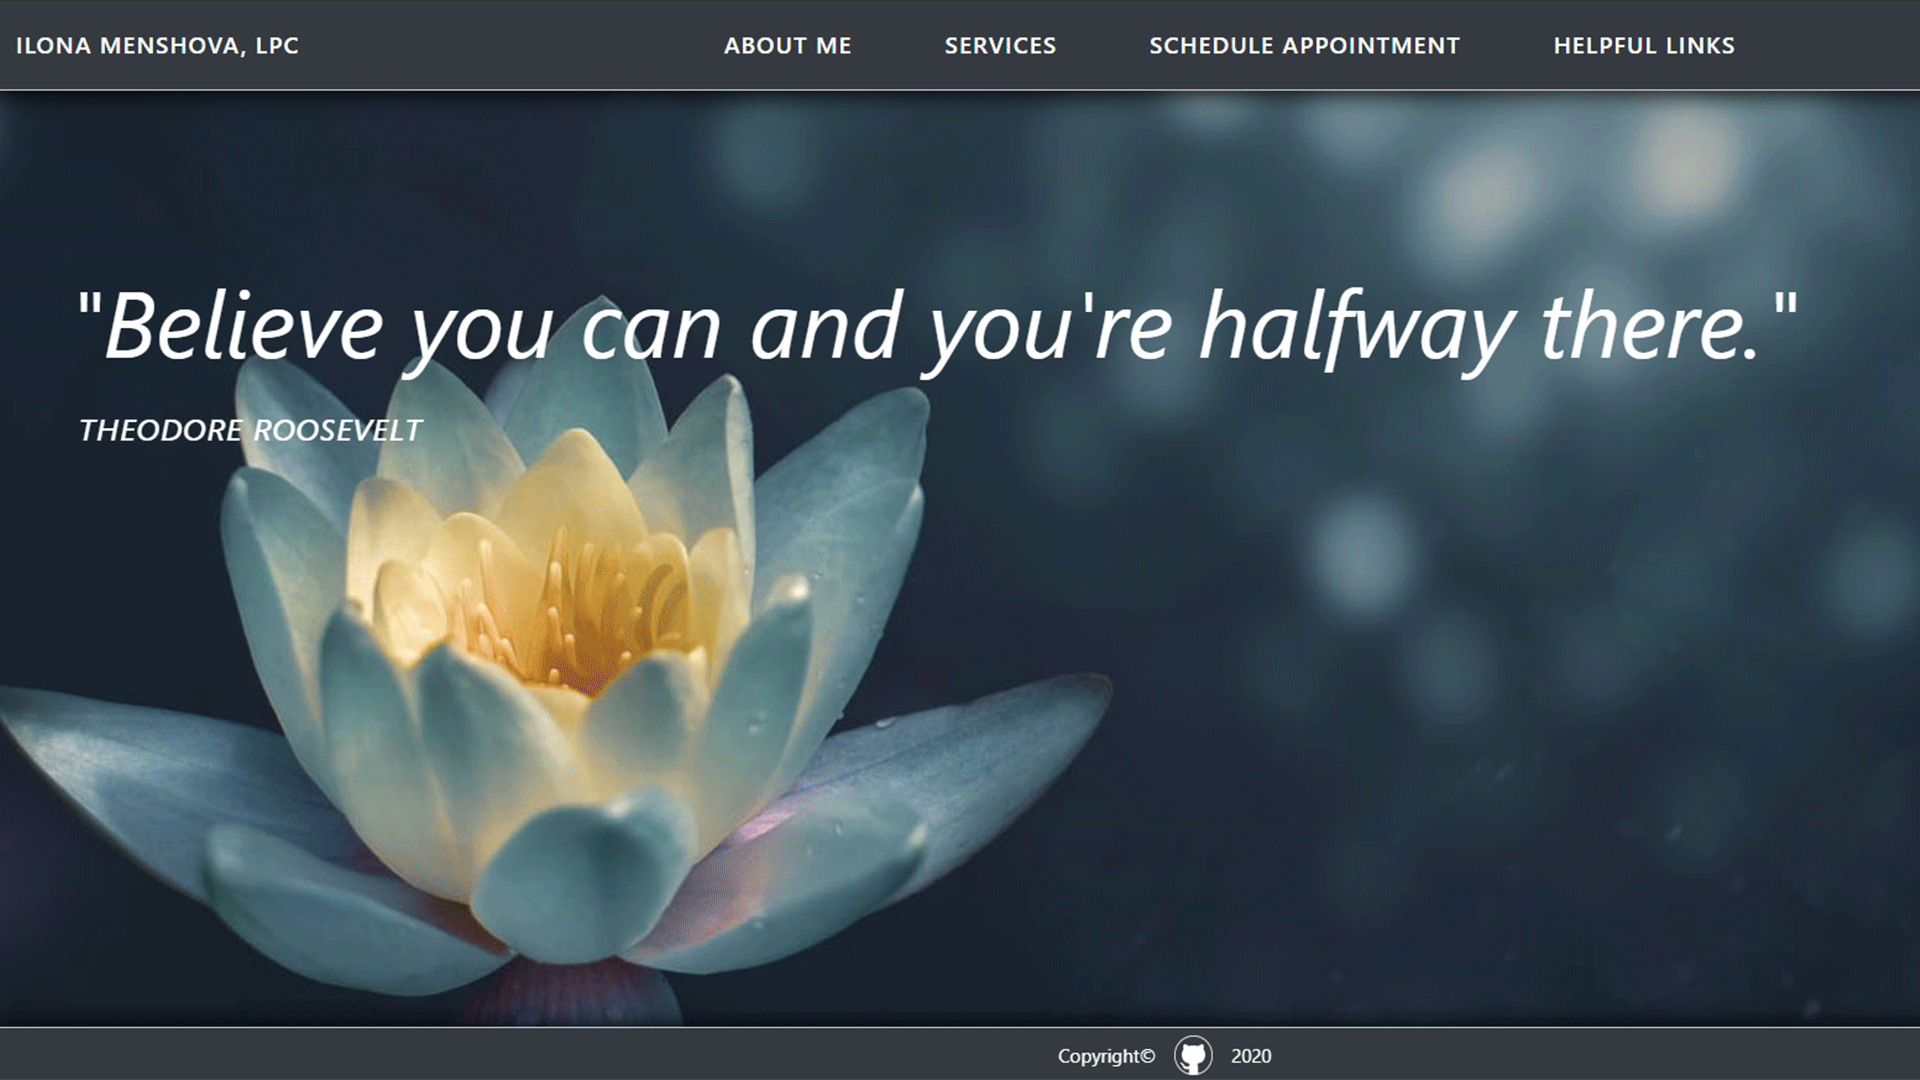 ILONA MENSHOVA, LPC ABOUT ME SERVICES SCHEDULE APPOINTMENT HELPFUL LINKS
"Believe you can and you're halfway there."
THEODORE ROOSEVELT
Copyright© 2020